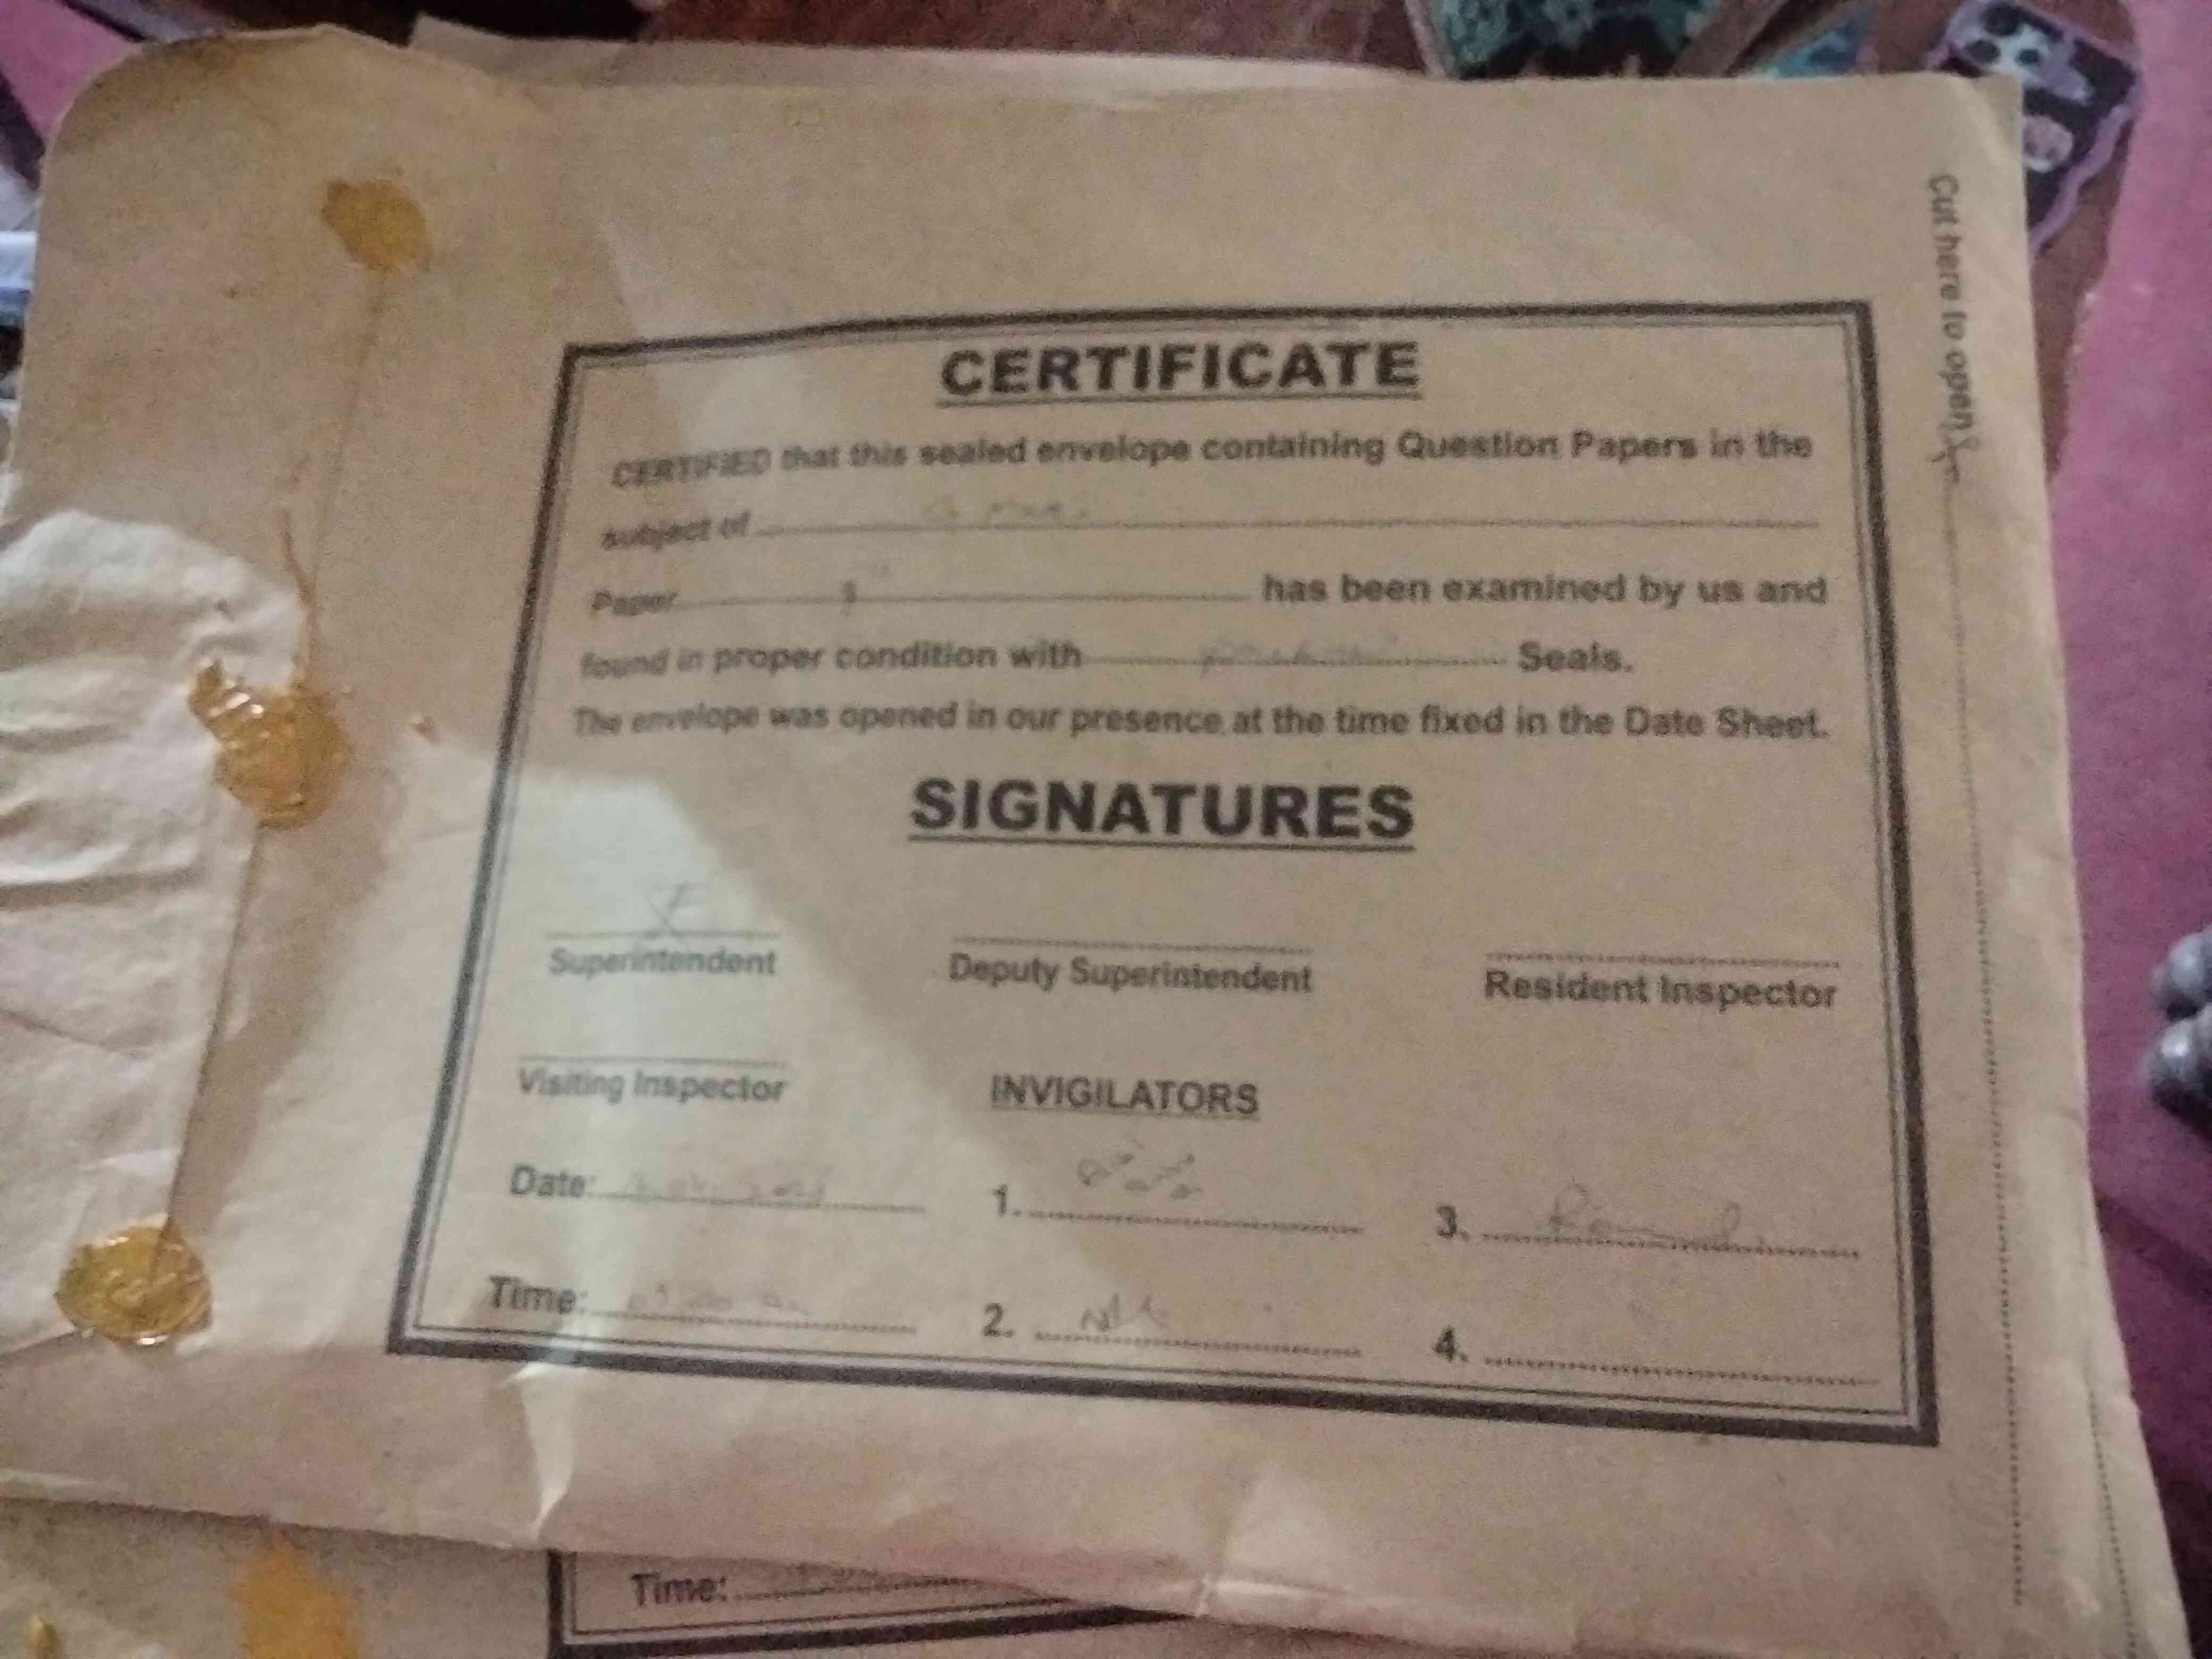 Cut here to open
CERTIFICATE
CERTIFIED that this sealed envelope containing Question Papers in the
subject of
Paper has been examined by us and
found in proper condition with Seals.
The envelope was opened in our presence at the time fixed in the Date Sheet.
SIGNATURES
Superintendent Deputy Superintendent Resident Inspector
Visiting Inspector INVIGILATORS
Date: 1. 3.
Time: 2. 4.
Time: